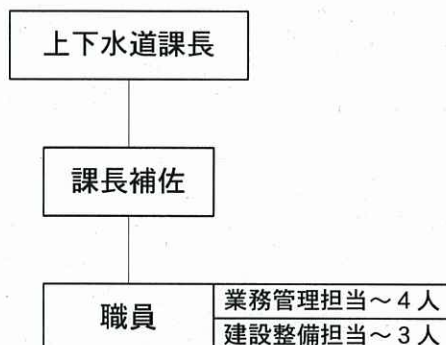 上下水道課長
課長補佐
職員
業務管理担当～4人
建設整備担当～3人